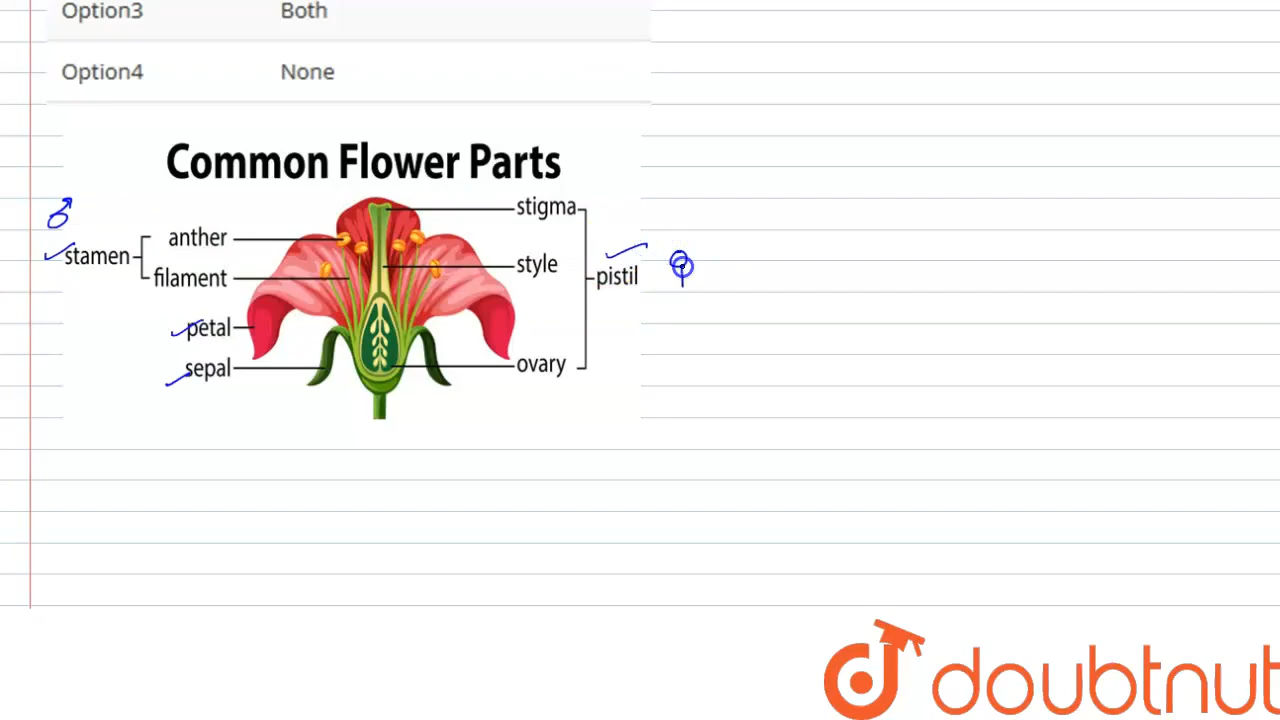 Option3 Both
Option4 None
Common Flower Parts
♂
stamen
anther
filament
petal
sepal
stigma
style
pistil
♀
ovary
doubtnut